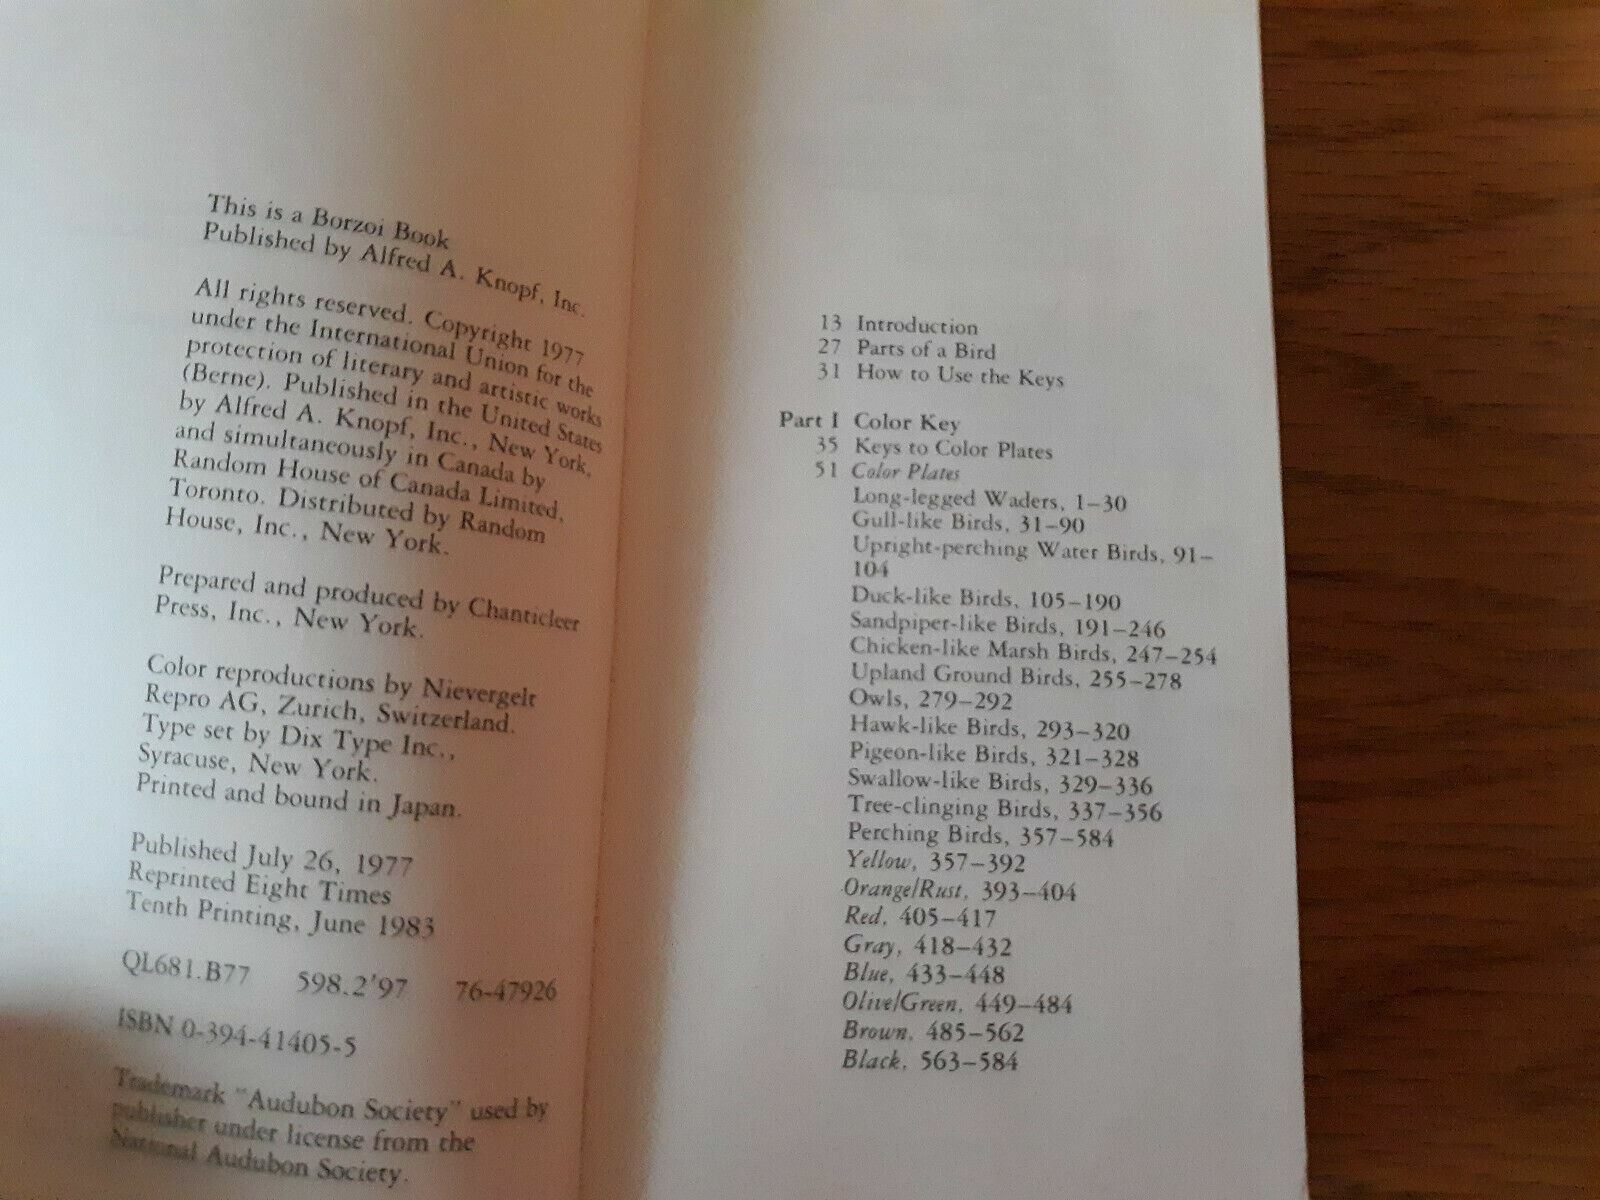 This is a Borzoi Book
Published by Alfred A. Knopf, Inc.
All rights reserved. Copyright 1977
under the International Union for the
protection of literary and artistic works
(Berne). Published in the United States
by Alfred A. Knopf, Inc., New York,
and simultaneously in Canada by
Random House of Canada Limited,
Toronto. Distributed by Random
House, Inc., New York.
Prepared and produced by Chanticleer
Press, Inc., New York.
Color reproductions by Nievergelt
Repro AG, Zurich, Switzerland.
Type set by Dix Type Inc.,
Syracuse, New York.
Printed and bound in Japan.
Published July 26, 1977
Reprinted Eight Times
Tenth Printing, June 1983
QL681.B77 598.2'97 76-47926
ISBN 0-394-41405-5
Trademark "Audubon Society" used by
publisher under license from the
National Audubon Society.
13 Introduction
27 Parts of a Bird
31 How to Use the Keys
Part I Color Key
35 Keys to Color Plates
51 Color Plates
Long-legged Waders, 1–30
Gull-like Birds, 31–90
Upright-perching Water Birds, 91–
104
Duck-like Birds, 105–190
Sandpiper-like Birds, 191–246
Chicken-like Marsh Birds, 247–254
Upland Ground Birds, 255–278
Owls, 279–292
Hawk-like Birds, 293–320
Pigeon-like Birds, 321–328
Swallow-like Birds, 329–336
Tree-clinging Birds, 337–356
Perching Birds, 357–584
Yellow, 357–392
Orange/Rust, 393–404
Red, 405–417
Gray, 418–432
Blue, 433–448
Olive/Green, 449–484
Brown, 485–562
Black, 563–584